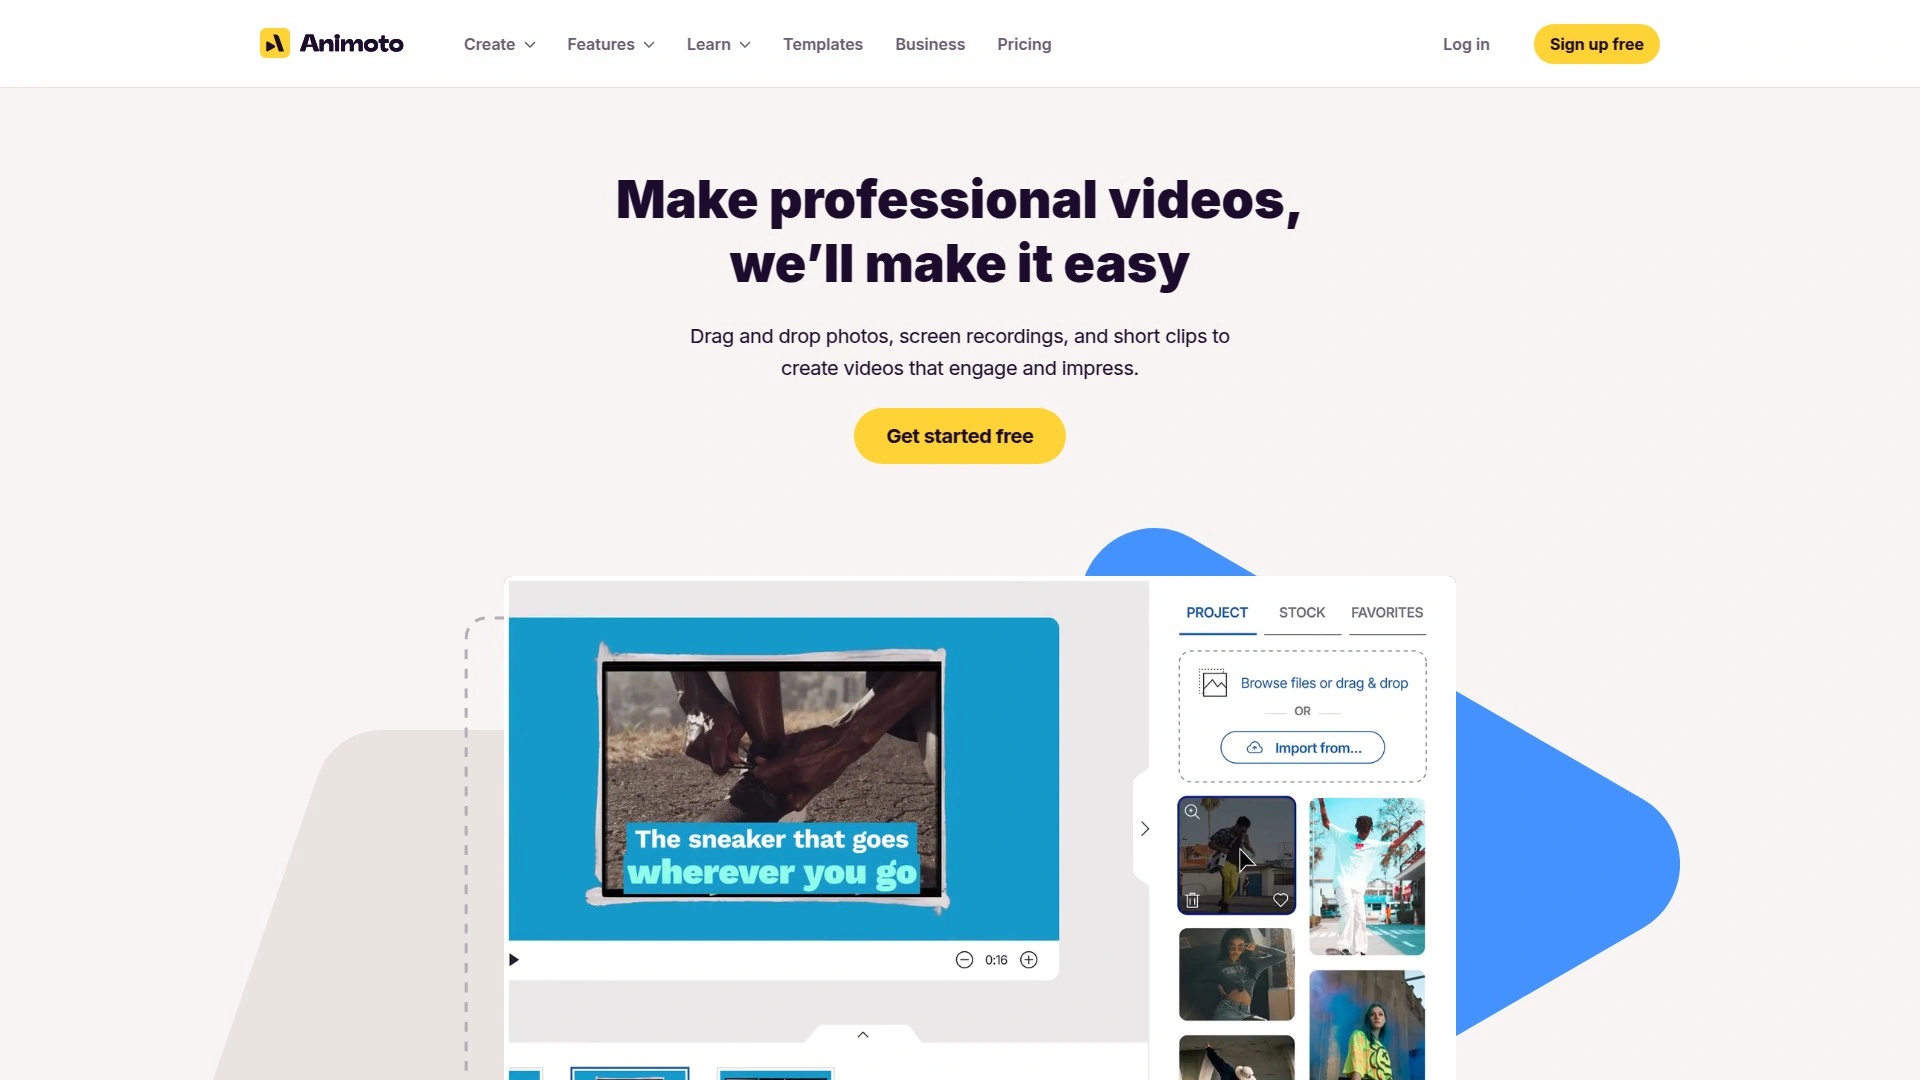 Animoto
Create
Features
Learn
Templates
Business
Pricing
Log in
Sign up free
Make professional videos,
we’ll make it easy
Drag and drop photos, screen recordings, and short clips to
create videos that engage and impress.
Get started free
The sneaker that goes
wherever you go
0:16
PROJECT
STOCK
FAVORITES
Browse files or drag & drop
OR
Import from...